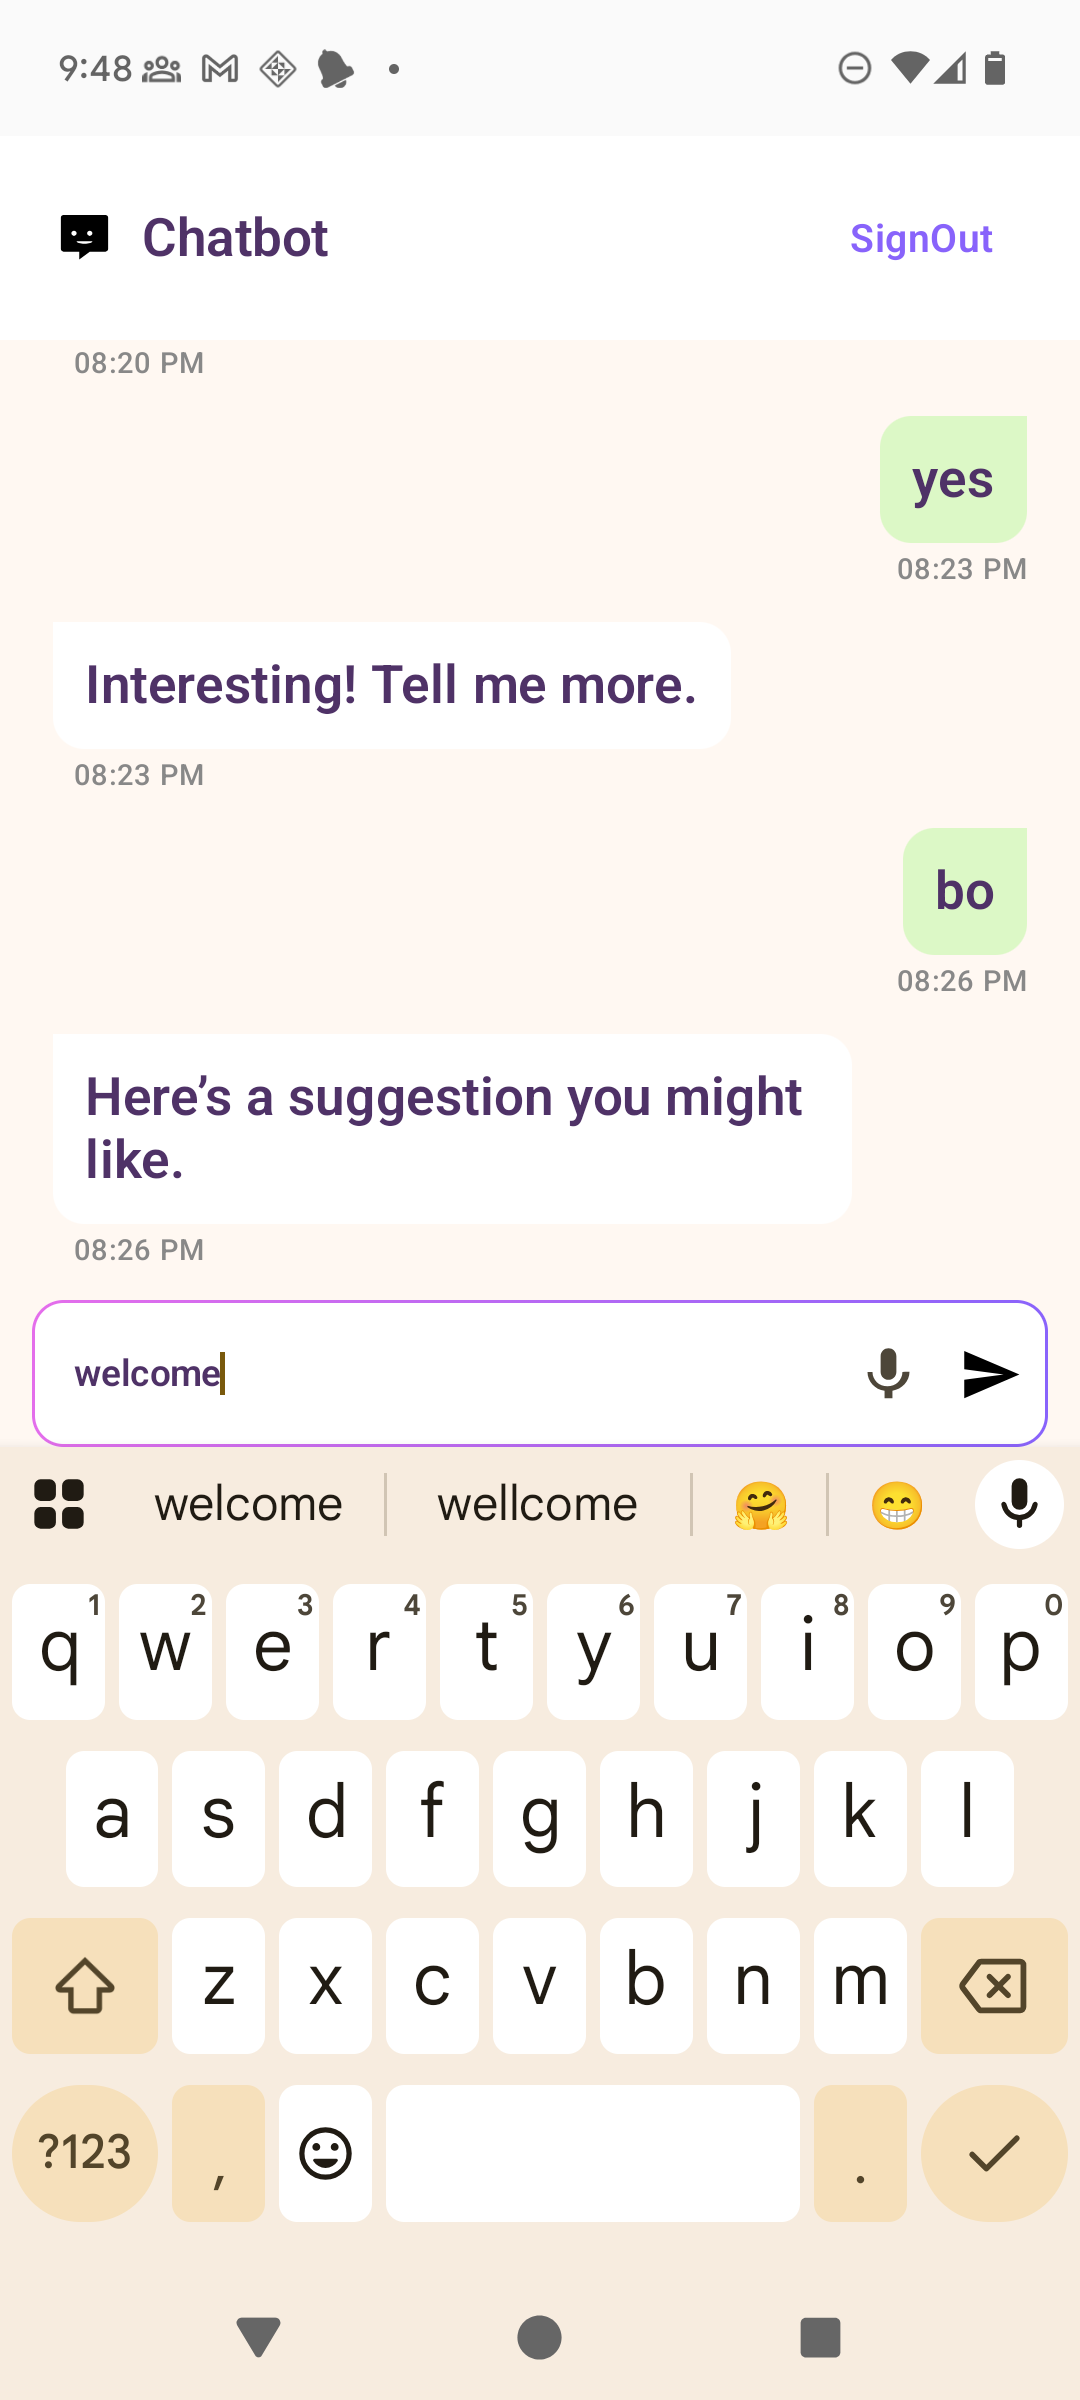 9:48
Chatbot
SignOut
08:20 PM
yes
08:23 PM
Interesting! Tell me more.
08:23 PM
bo
08:26 PM
Here’s a suggestion you might
like.
08:26 PM
welcome
welcome wellcome
q1 w2 e3 r4 t5 y6 u7 i8 o9 p0
a s d f g h j k l
z x c v b n m
?123 , .